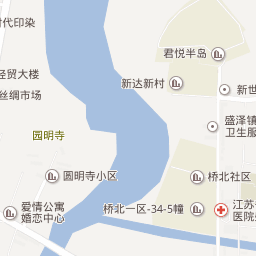 时代印染
君悦半岛
经贸大楼
新达新村
新世
丝绸市场
盛泽镇
卫生服
园明寺
圆明寺小区
桥北社区
爱情公寓
婚恋中心
桥北一区-34-5幢
江苏
医院